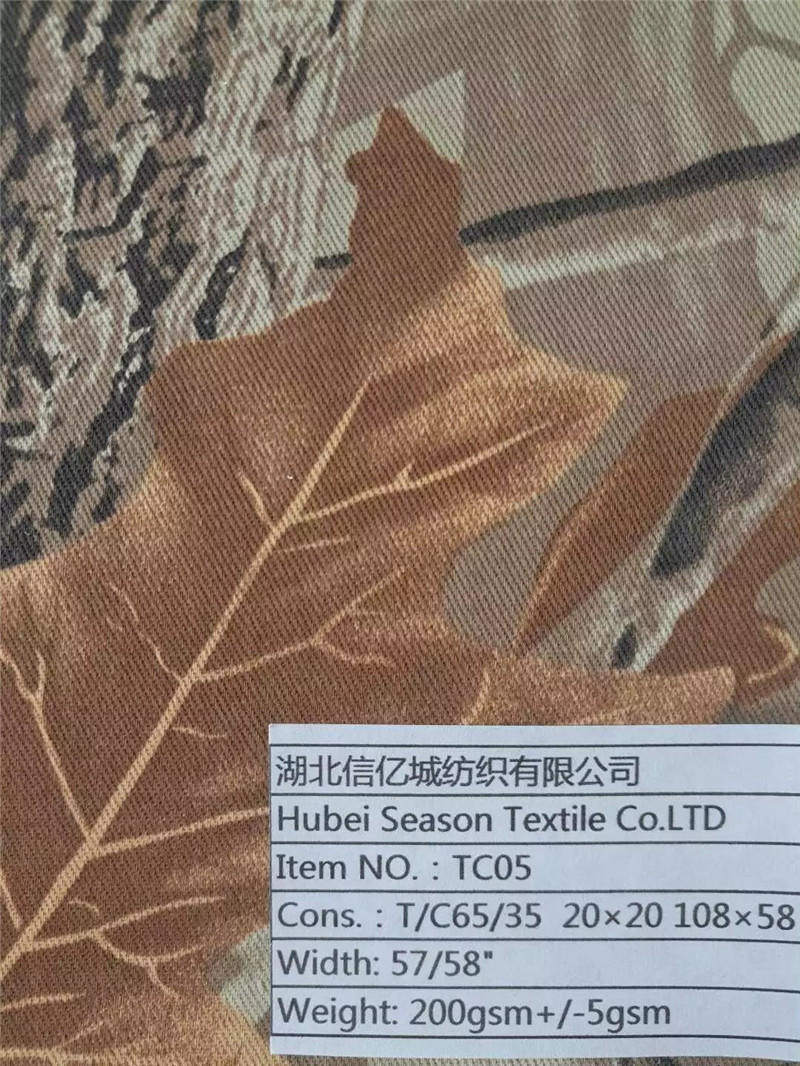 湖北信亿城纺织有限公司
Hubei Season Textile Co.LTD
Item NO. : TC05
Cons. : T/C65/35 20×20 108×58
Width: 57/58"
Weight: 200gsm+/-5gsm